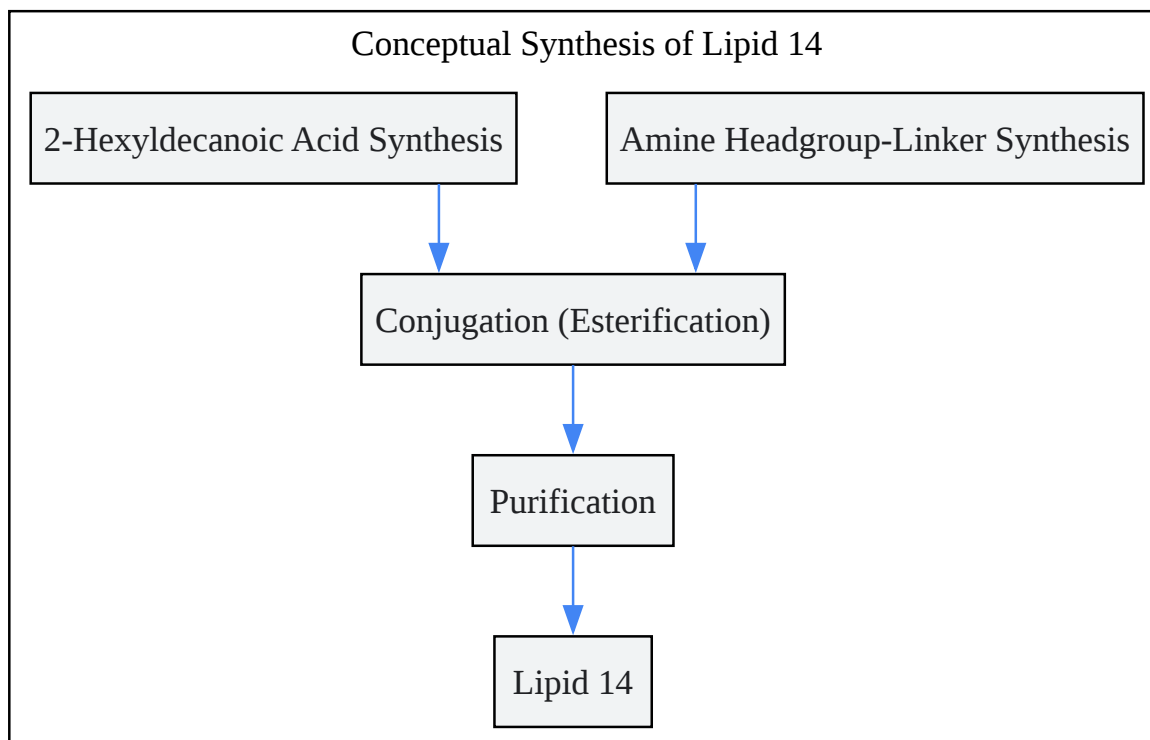 Conceptual Synthesis of Lipid 14
2-Hexyldecanoic Acid Synthesis
Amine Headgroup-Linker Synthesis
Conjugation (Esterification)
Purification
Lipid 14